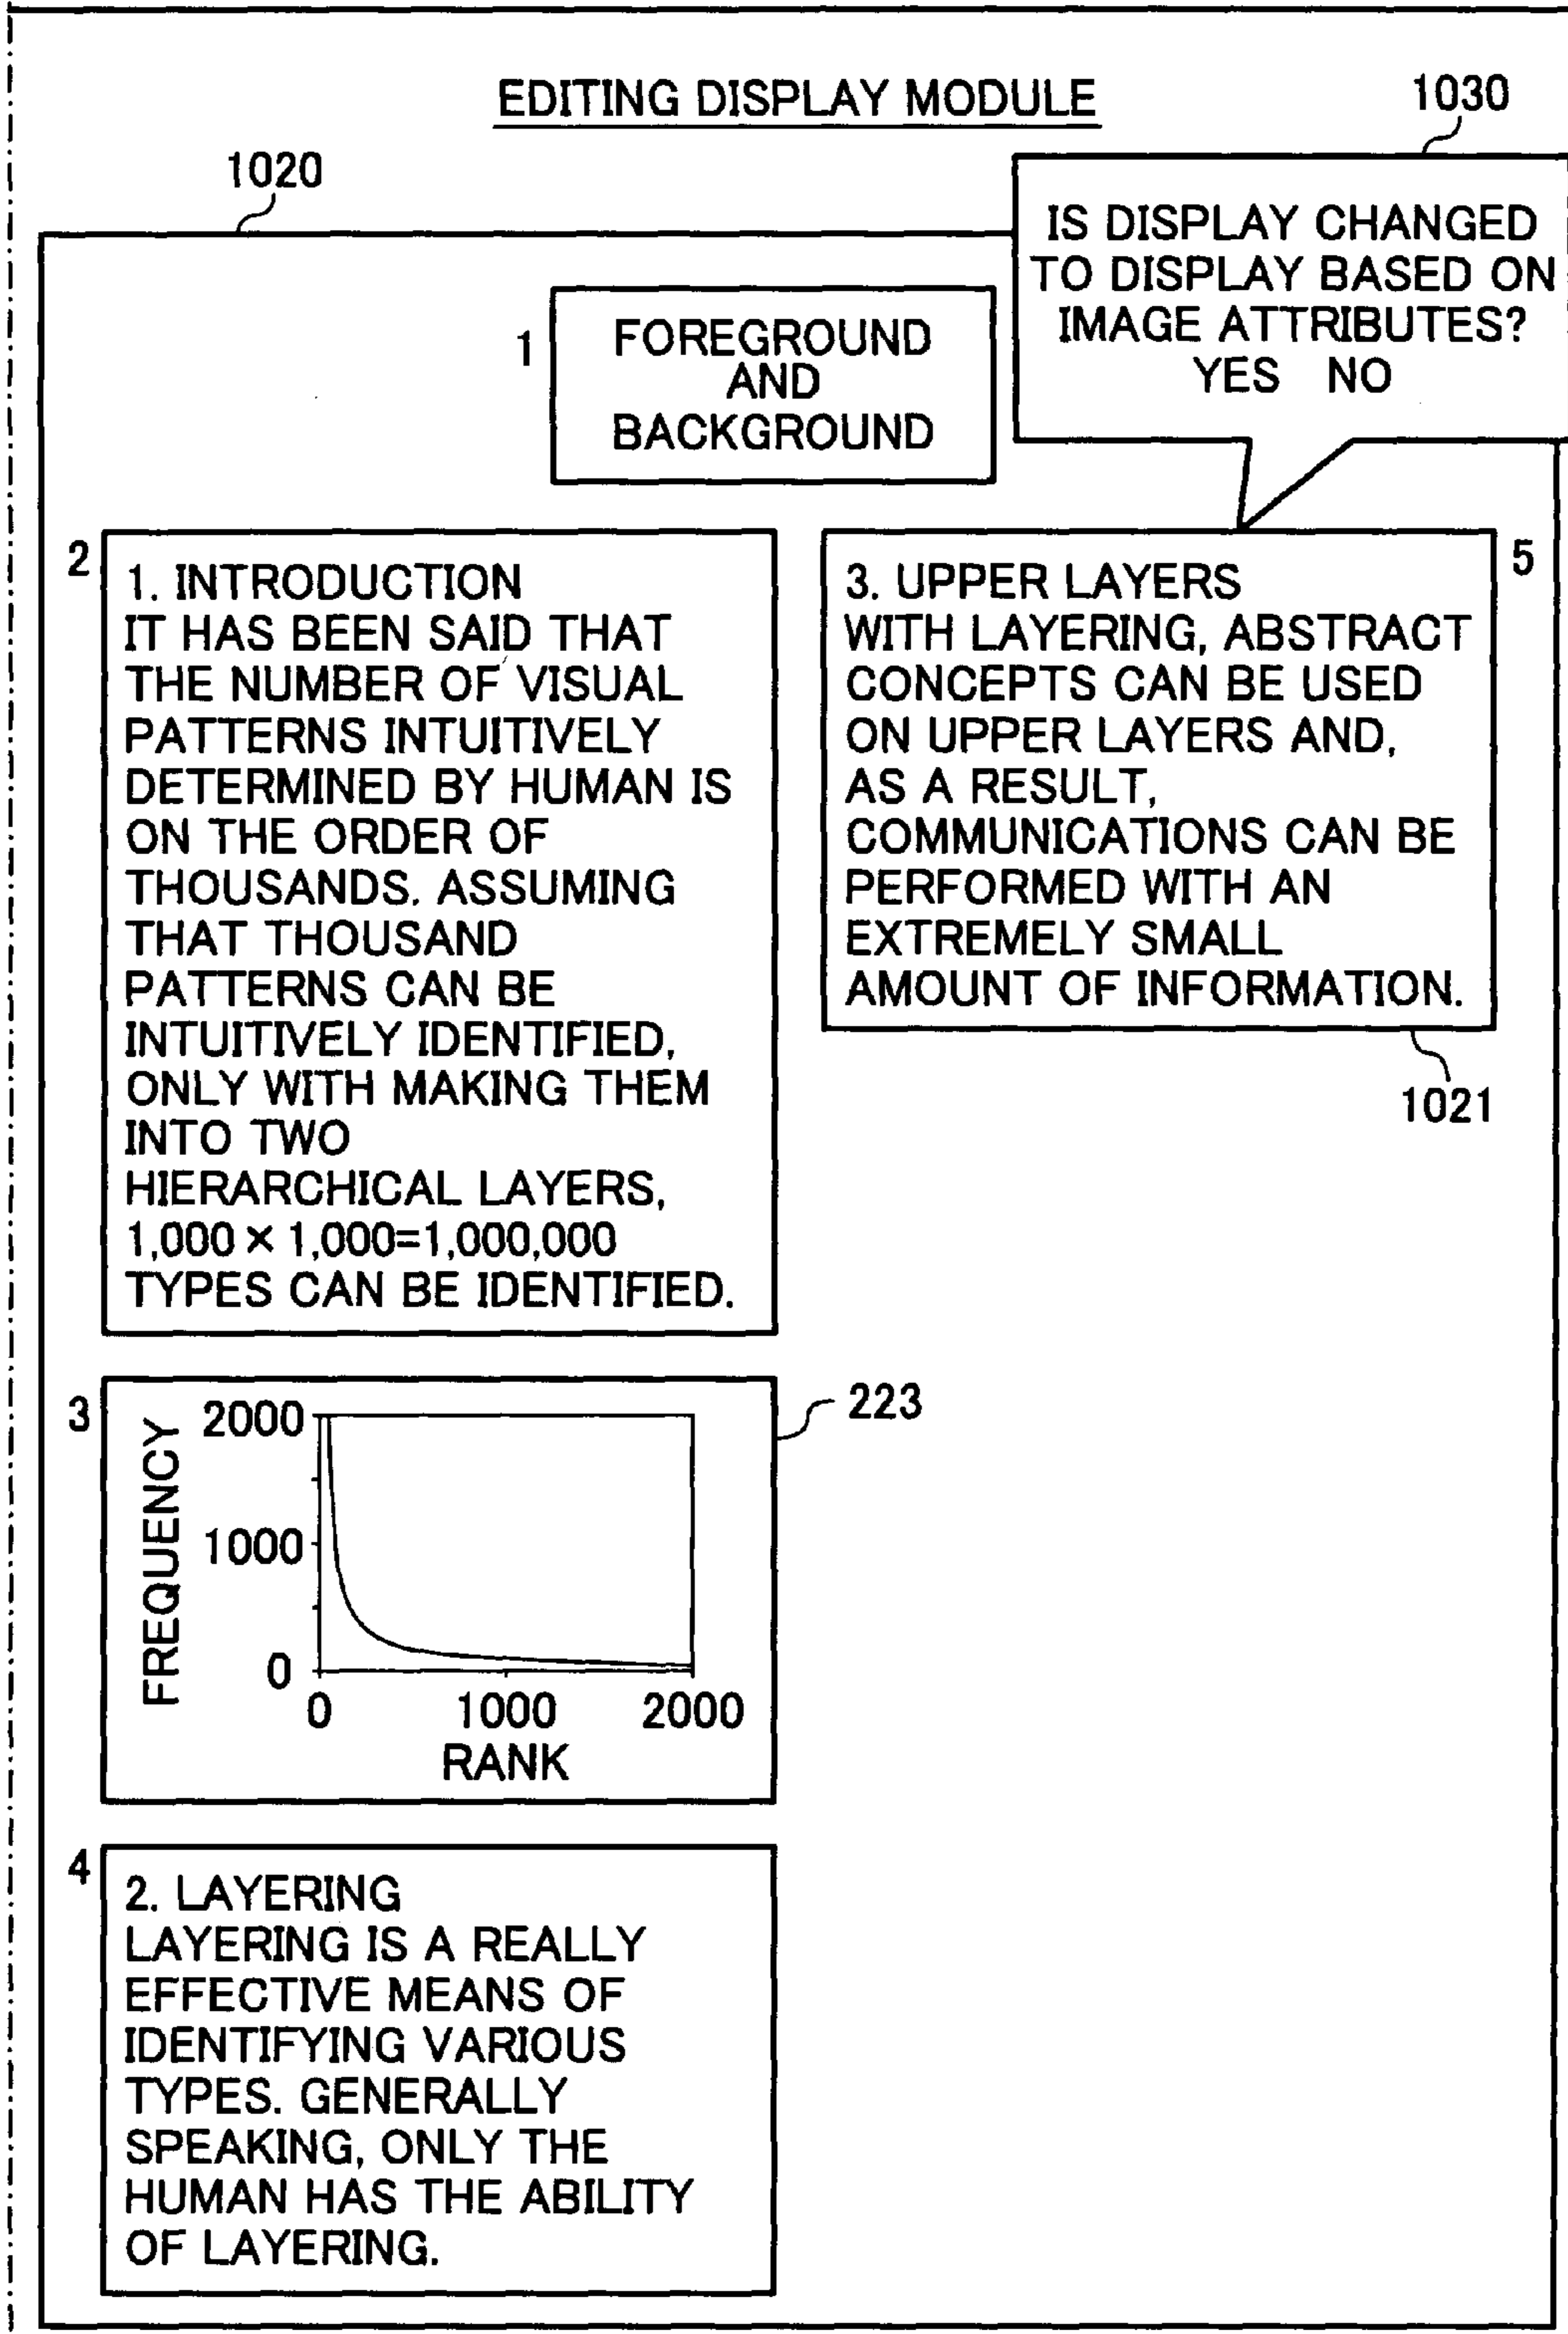 EDITING DISPLAY MODULE
1030
1020
IS DISPLAY CHANGED
TO DISPLAY BASED ON
IMAGE ATTRIBUTES?
YES NO
1
FOREGROUND
AND
BACKGROUND
2
1. INTRODUCTION
IT HAS BEEN SAID THAT
THE NUMBER OF VISUAL
PATTERNS INTUITIVELY
DETERMINED BY HUMAN IS
ON THE ORDER OF
THOUSANDS. ASSUMING
THAT THOUSAND
PATTERNS CAN BE
INTUITIVELY IDENTIFIED,
ONLY WITH MAKING THEM
INTO TWO
HIERARCHICAL LAYERS,
1,000 × 1,000=1,000,000
TYPES CAN BE IDENTIFIED.
3
FREQUENCY
2000
1000
0
0 1000 2000
RANK
223
4
2. LAYERING
LAYERING IS A REALLY
EFFECTIVE MEANS OF
IDENTIFYING VARIOUS
TYPES. GENERALLY
SPEAKING, ONLY THE
HUMAN HAS THE ABILITY
OF LAYERING.
5
3. UPPER LAYERS
WITH LAYERING, ABSTRACT
CONCEPTS CAN BE USED
ON UPPER LAYERS AND,
AS A RESULT,
COMMUNICATIONS CAN BE
PERFORMED WITH AN
EXTREMELY SMALL
AMOUNT OF INFORMATION.
1021